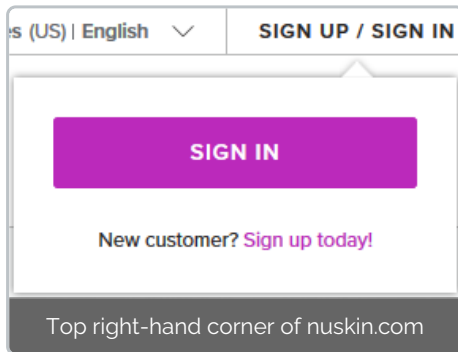 (US) | English
SIGN UP / SIGN IN
SIGN IN
New customer? Sign up today!
Top right-hand corner of nuskin.com